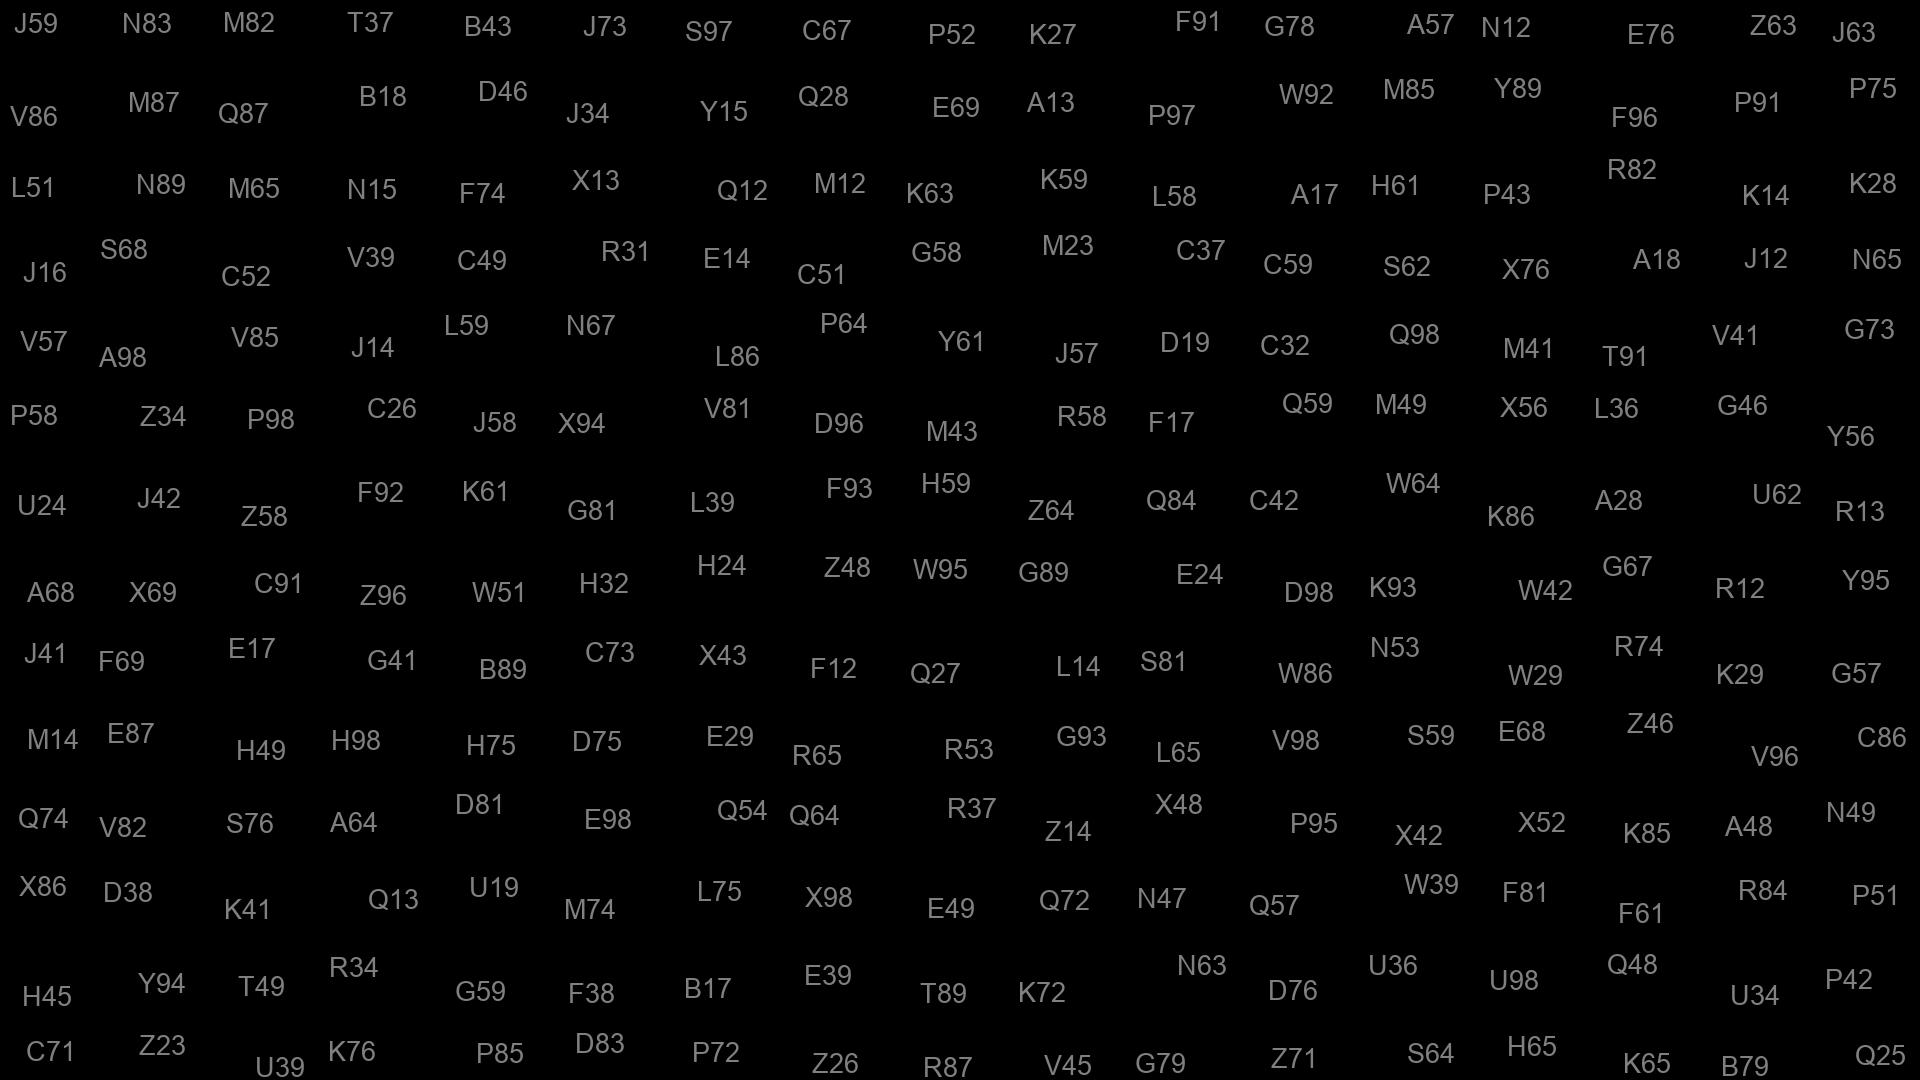 J59 N83 M82 T37 B43 J73 S97 C67 P52 K27 F91 G78 A57 N12 E76 Z63 J63
V86 M87 Q87 B18 D46 J34 Y15 Q28 E69 A13 P97 W92 M85 Y89 F96 P91 P75
L51 N89 M65 N15 F74 X13 Q12 M12 K63 K59 L58 A17 H61 P43 R82 K14 K28
J16 S68 C52 V39 C49 R31 E14 C51 G58 M23 C37 C59 S62 X76 A18 J12 N65
V57 A98 V85 J14 L59 N67 L86 P64 Y61 J57 D19 C32 Q98 M41 T91 V41 G73
P58 Z34 P98 C26 J58 X94 V81 D96 M43 R58 F17 Q59 M49 X56 L36 G46 Y56
U24 J42 Z58 F92 K61 G81 L39 F93 H59 Z64 Q84 C42 W64 K86 A28 U62 R13
A68 X69 C91 Z96 W51 H32 H24 Z48 W95 G89 E24 D98 K93 W42 G67 R12 Y95
J41 F69 E17 G41 B89 C73 X43 F12 Q27 L14 S81 W86 N53 W29 R74 K29 G57
M14 E87 H49 H98 H75 D75 E29 R65 R53 G93 L65 V98 S59 E68 Z46 V96 C86
Q74 V82 S76 A64 D81 E98 Q54 Q64 R37 Z14 X48 P95 X42 X52 K85 A48 N49
X86 D38 K41 Q13 U19 M74 L75 X98 E49 Q72 N47 Q57 W39 F81 F61 R84 P51
H45 Y94 T49 R34 G59 F38 B17 E39 T89 K72 N63 D76 U36 U98 Q48 U34 P42
C71 Z23 U39 K76 P85 D83 P72 Z26 R87 V45 G79 Z71 S64 H65 K65 B79 Q25